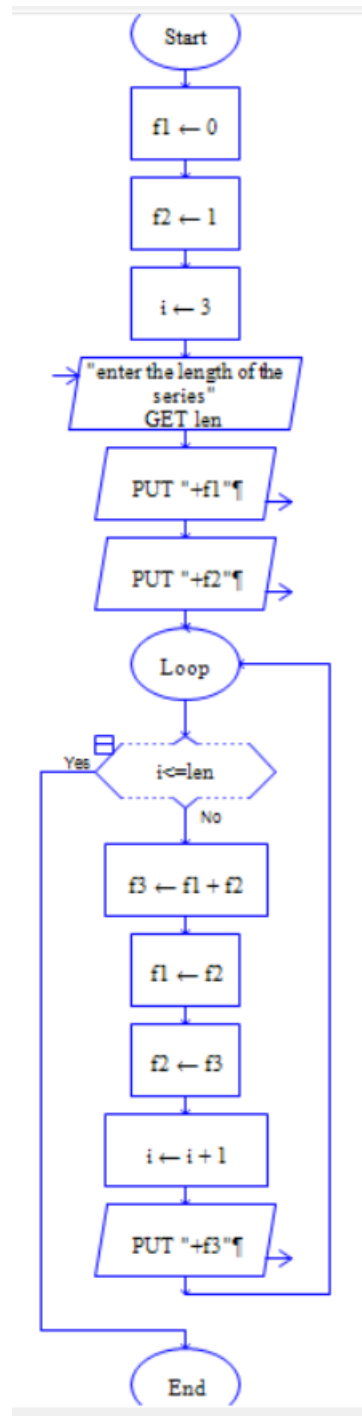 Start
f1 ← 0
f2 ← 1
i ← 3
"enter the length of the
series"
GET len
PUT "+f1"¶
PUT "+f2"¶
Loop
Yes
i<=len
No
f3 ← f1 + f2
f1 ← f2
f2 ← f3
i ← i + 1
PUT "+f3"¶
End